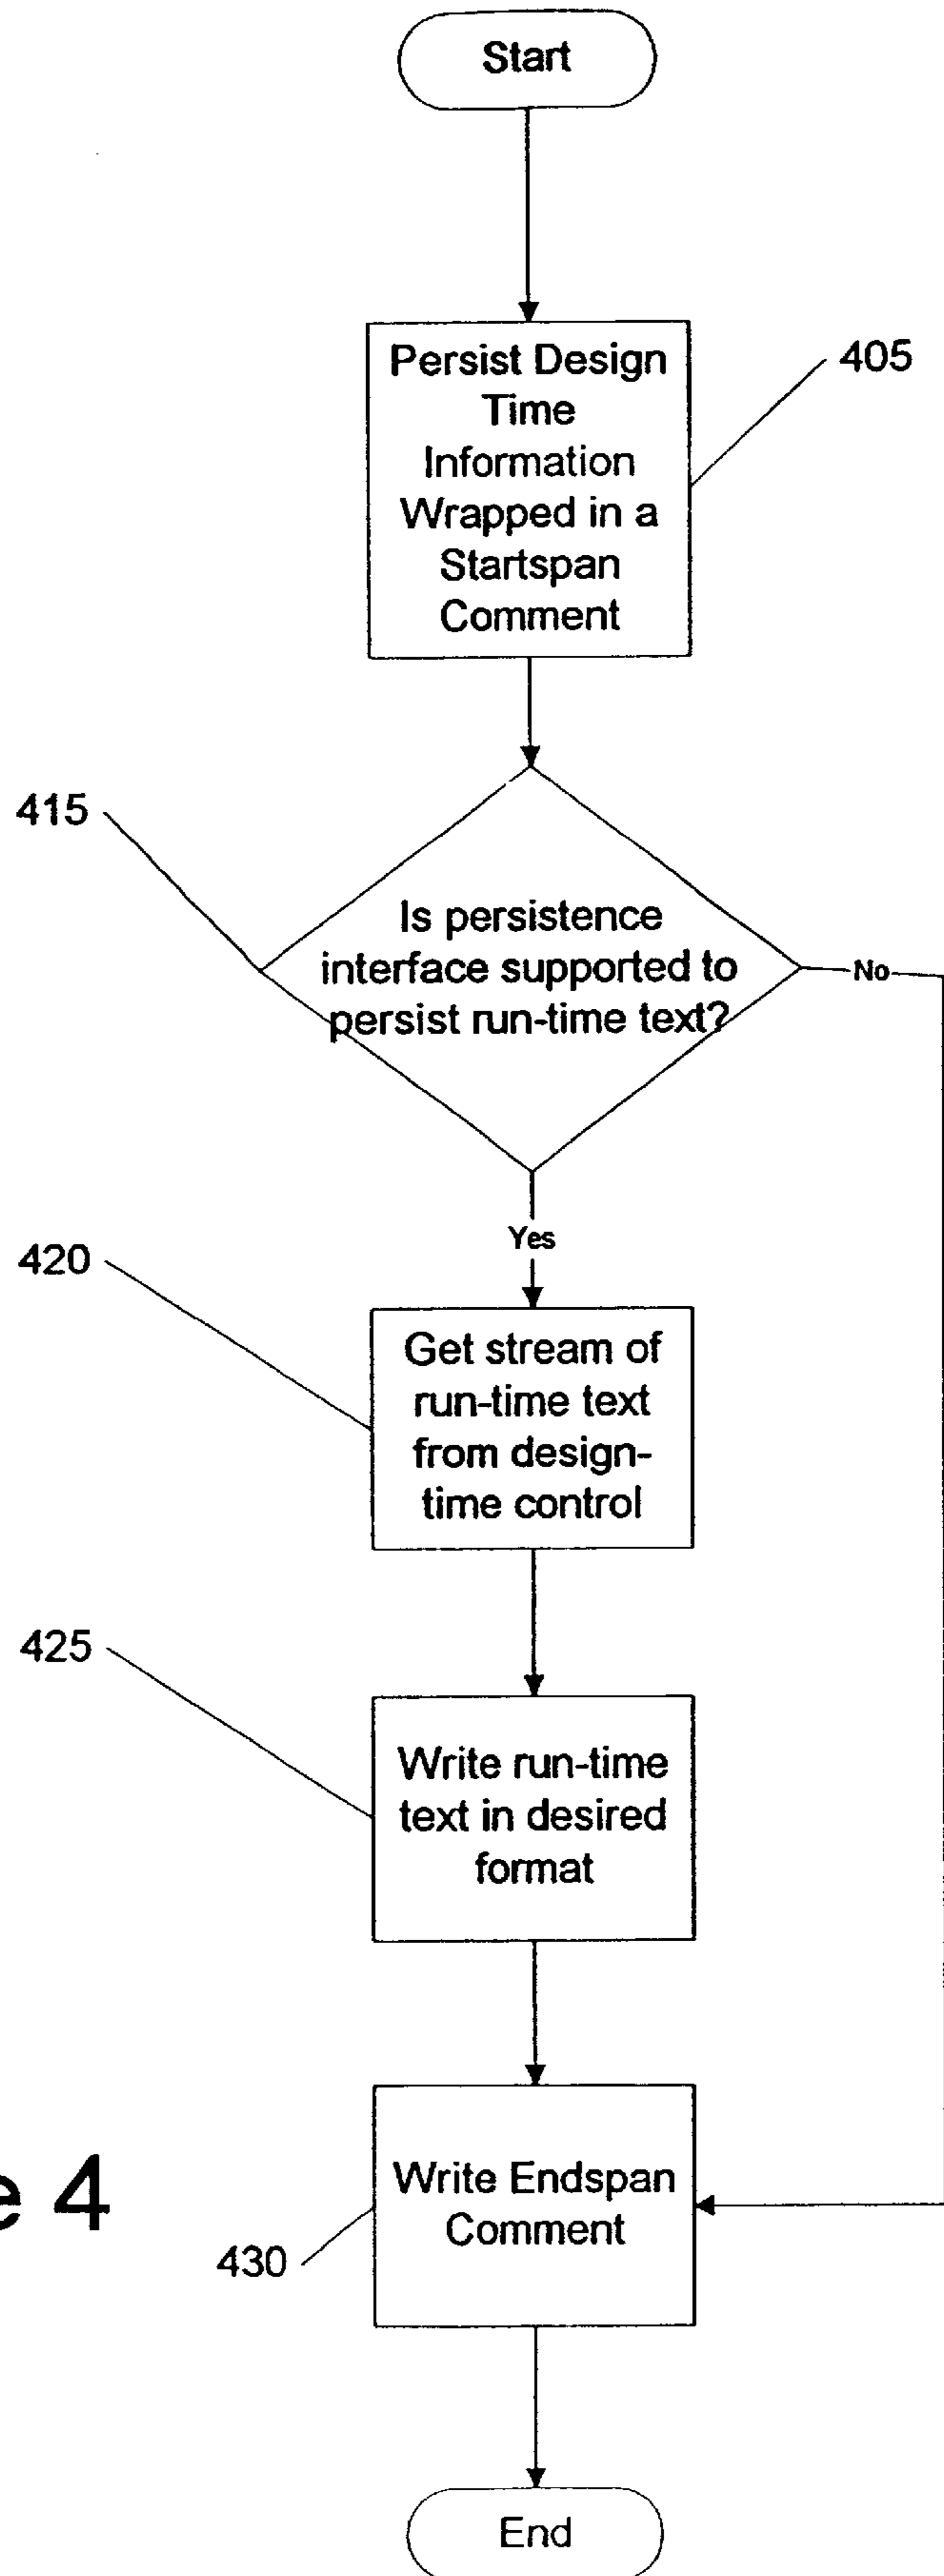 Start
Persist Design
Time
Information
Wrapped in a
Startspan
Comment
405
415
Is persistence
interface supported to
persist run-time text?
No
Yes
420
Get stream of
run-time text
from design-
time control
425
Write run-time
text in desired
format
e 4
Write Endspan
Comment
430
End